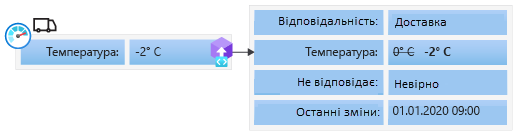 Температура: -2° C
Відповідальність: Доставка
Температура: 0° C -2° C
Не відповідає: Невірно
Останні зміни: 01.01.2020 09:00